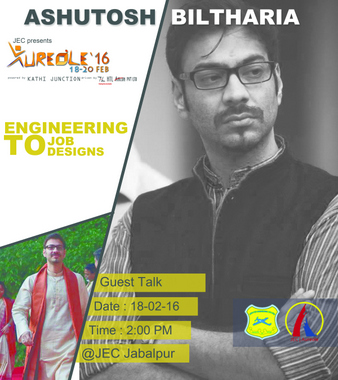 ASHUTOSH BILTHARIA
JEC presents
UREOLE'16
18-20 FEB
KATHI JUNCTION
ENGINEERING
TO JOB
DESIGNS
Guest Talk
Date : 18-02-16
Time : 2:00 PM
@JEC Jabalpur